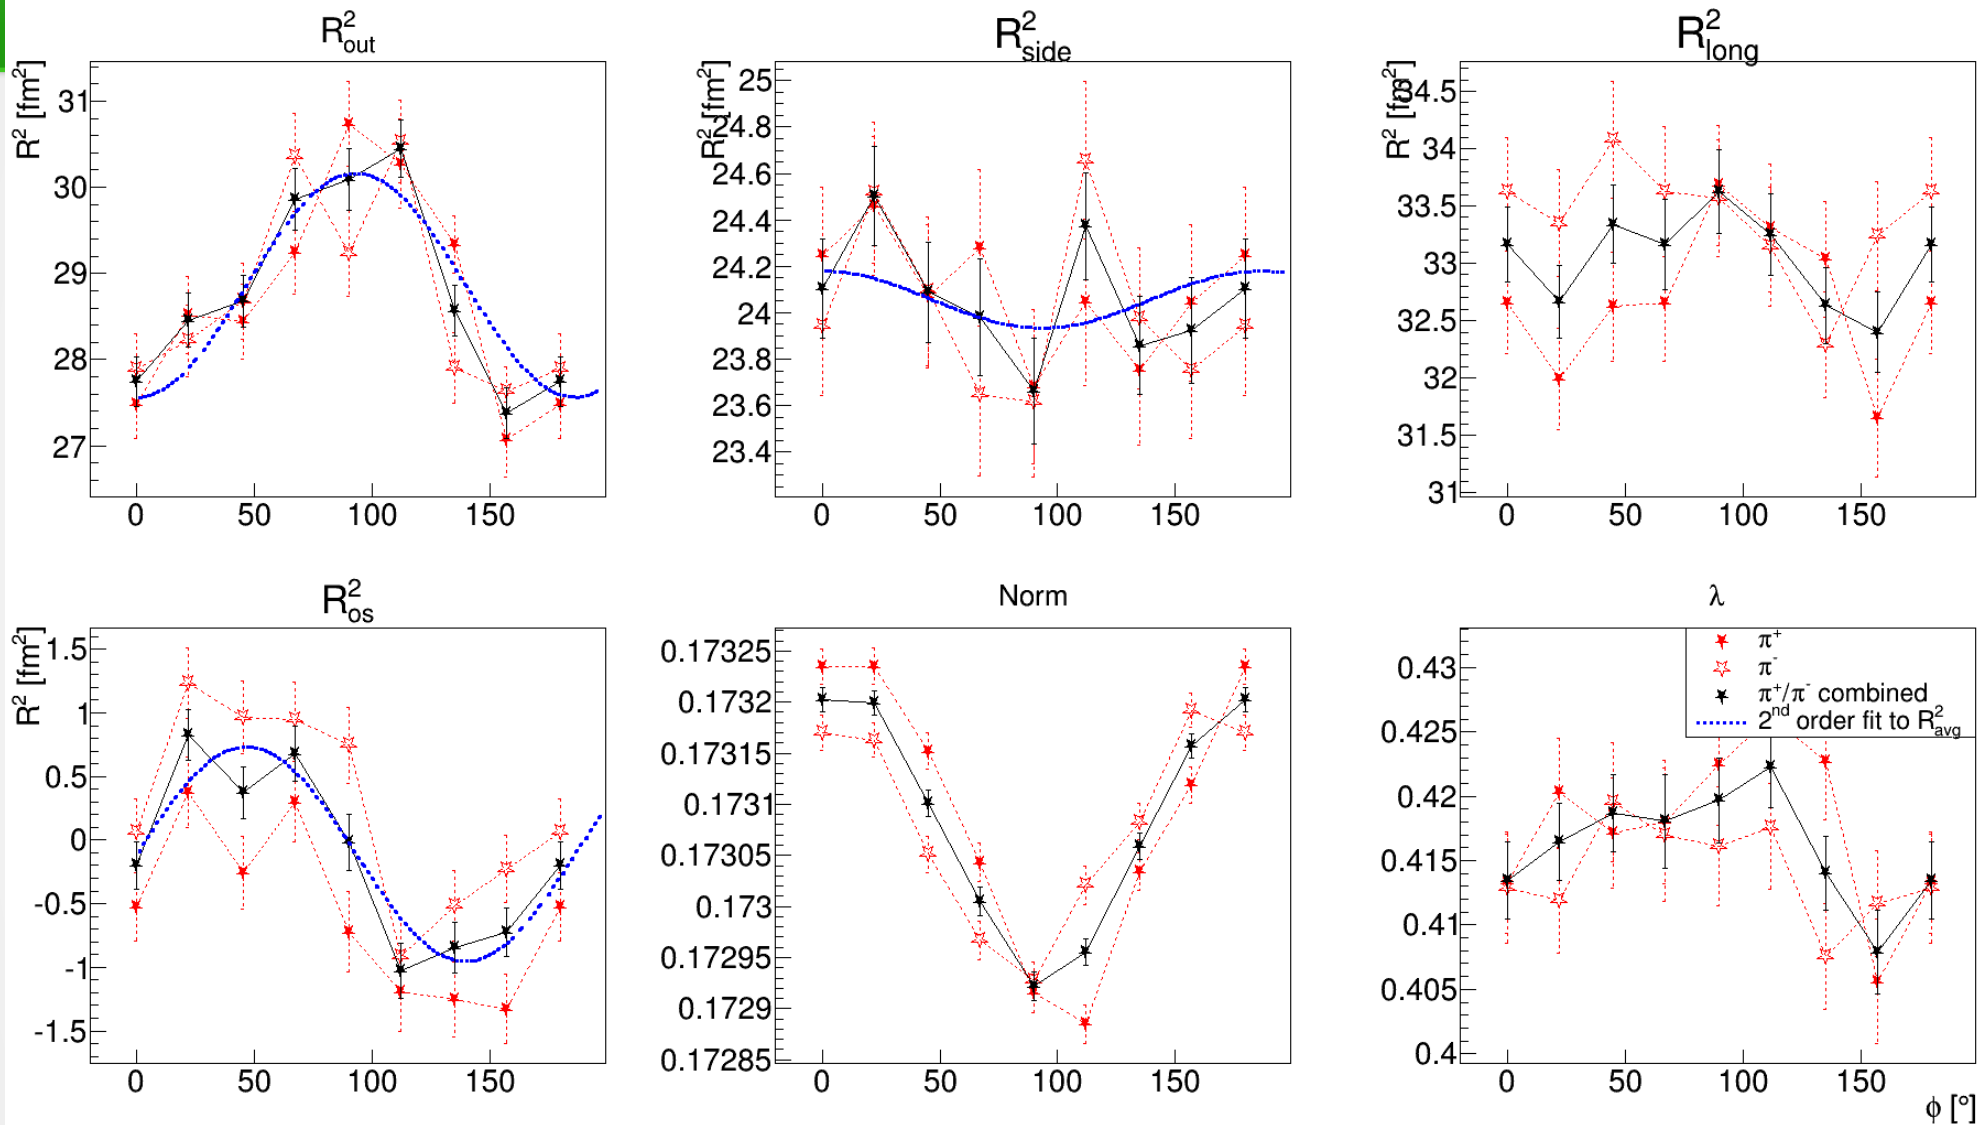 R²out
R² [fm²]
31
30
29
28
27
0 50 100 150
R²side
R² [fm²]
25
24.8
24.6
24.4
24.2
24
23.8
23.6
23.4
0 50 100 150
R²long
R² [fm²]
34.5
34
33.5
33
32.5
32
31.5
31
0 50 100 150
R²os
R² [fm²]
1.5
1
0.5
0
-0.5
-1
-1.5
0 50 100 150
Norm
0.17325
0.1732
0.17315
0.1731
0.17305
0.173
0.17295
0.1729
0.17285
0 50 100 150
λ
π⁺
π⁻
π⁺/π⁻ combined
2nd order fit to R²avg
0.43
0.425
0.42
0.415
0.41
0.405
0.4
0 50 100 150
ϕ [°]